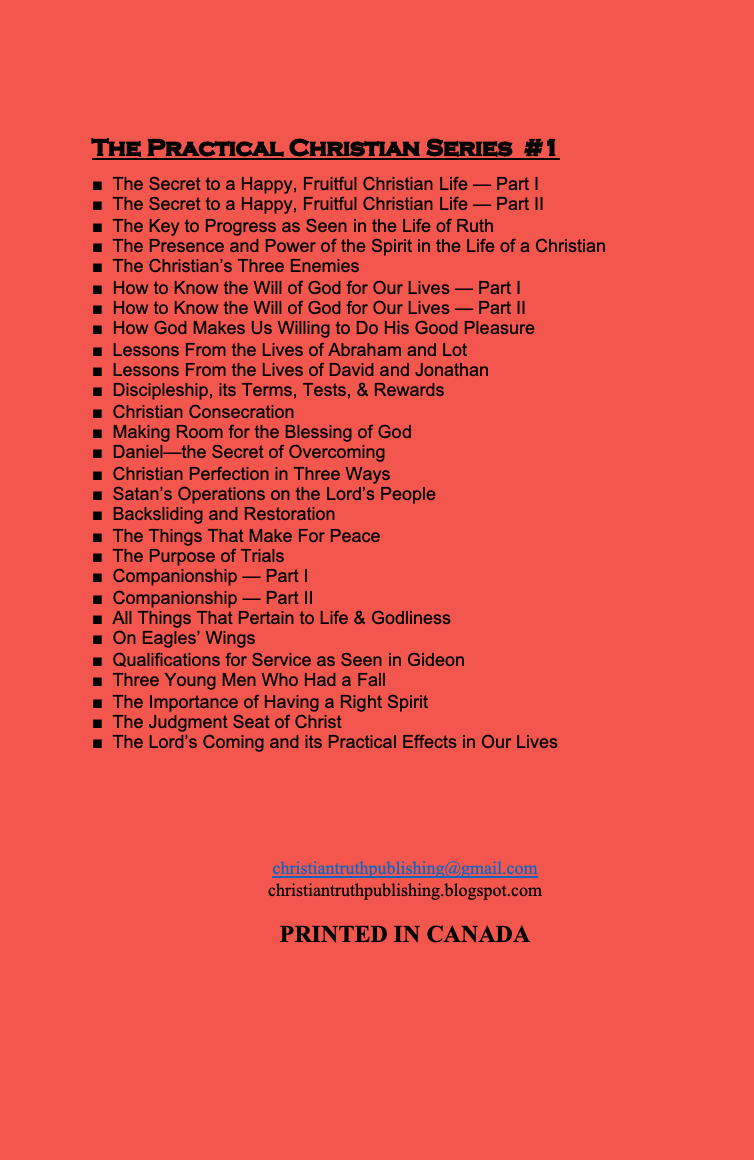 The Practical Christian Series #1
■ The Secret to a Happy, Fruitful Christian Life — Part I
■ The Secret to a Happy, Fruitful Christian Life — Part II
■ The Key to Progress as Seen in the Life of Ruth
■ The Presence and Power of the Spirit in the Life of a Christian
■ The Christian’s Three Enemies
■ How to Know the Will of God for Our Lives — Part I
■ How to Know the Will of God for Our Lives — Part II
■ How God Makes Us Willing to Do His Good Pleasure
■ Lessons From the Lives of Abraham and Lot
■ Lessons From the Lives of David and Jonathan
■ Discipleship, its Terms, Tests, & Rewards
■ Christian Consecration
■ Making Room for the Blessing of God
■ Daniel—the Secret of Overcoming
■ Christian Perfection in Three Ways
■ Satan’s Operations on the Lord’s People
■ Backsliding and Restoration
■ The Things That Make For Peace
■ The Purpose of Trials
■ Companionship — Part I
■ Companionship — Part II
■ All Things That Pertain to Life & Godliness
■ On Eagles’ Wings
■ Qualifications for Service as Seen in Gideon
■ Three Young Men Who Had a Fall
■ The Importance of Having a Right Spirit
■ The Judgment Seat of Christ
■ The Lord’s Coming and its Practical Effects in Our Lives
christiantruthpublishing@gmail.com
christiantruthpublishing.blogspot.com
PRINTED IN CANADA